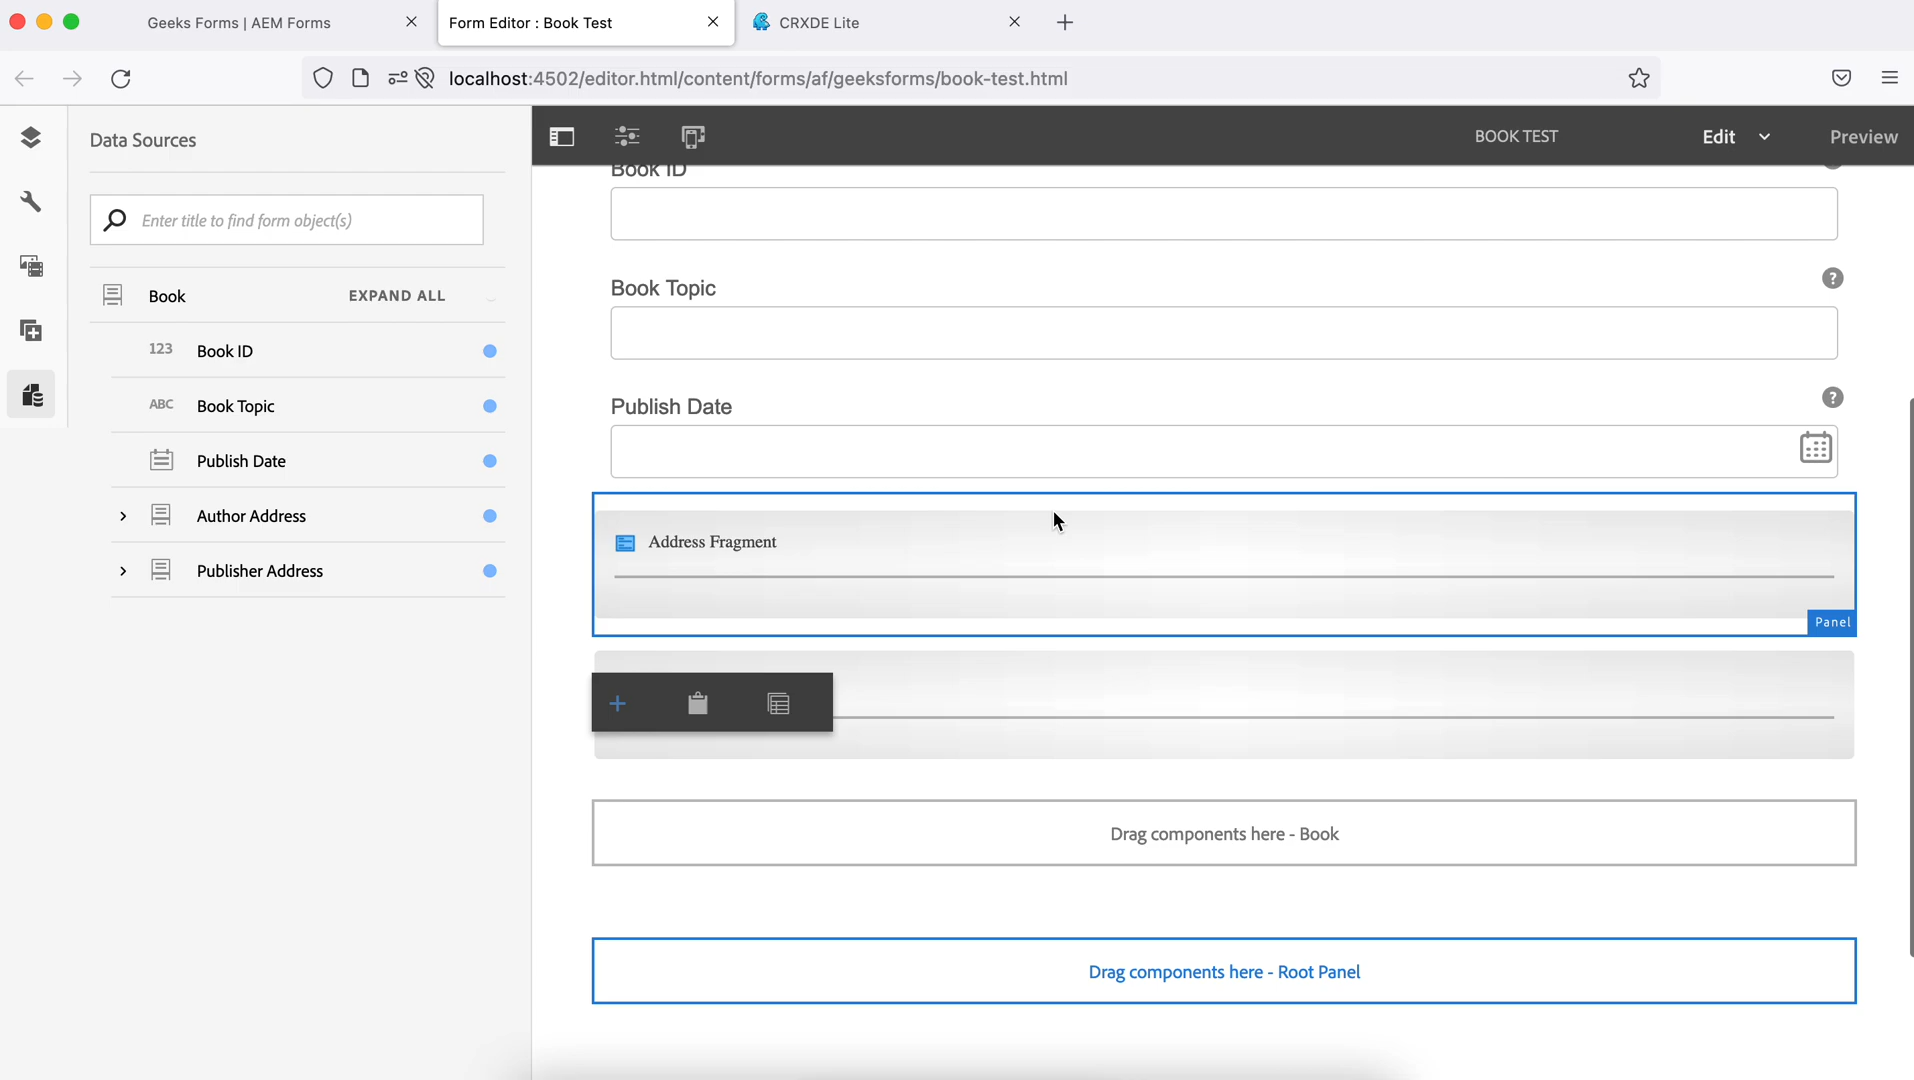 Geeks Forms | AEM Forms
Form Editor : Book Test
CRXDE Lite
localhost:4502/editor.html/content/forms/af/geeksforms/book-test.html
Data Sources
BOOK TEST
Edit
Preview
Enter title to find form object(s)
Book
EXPAND ALL
123 Book ID
ABC Book Topic
Publish Date
Author Address
Publisher Address
Book ID
Book Topic
?
Publish Date
?
Address Fragment
Panel
Drag components here - Book
Drag components here - Root Panel